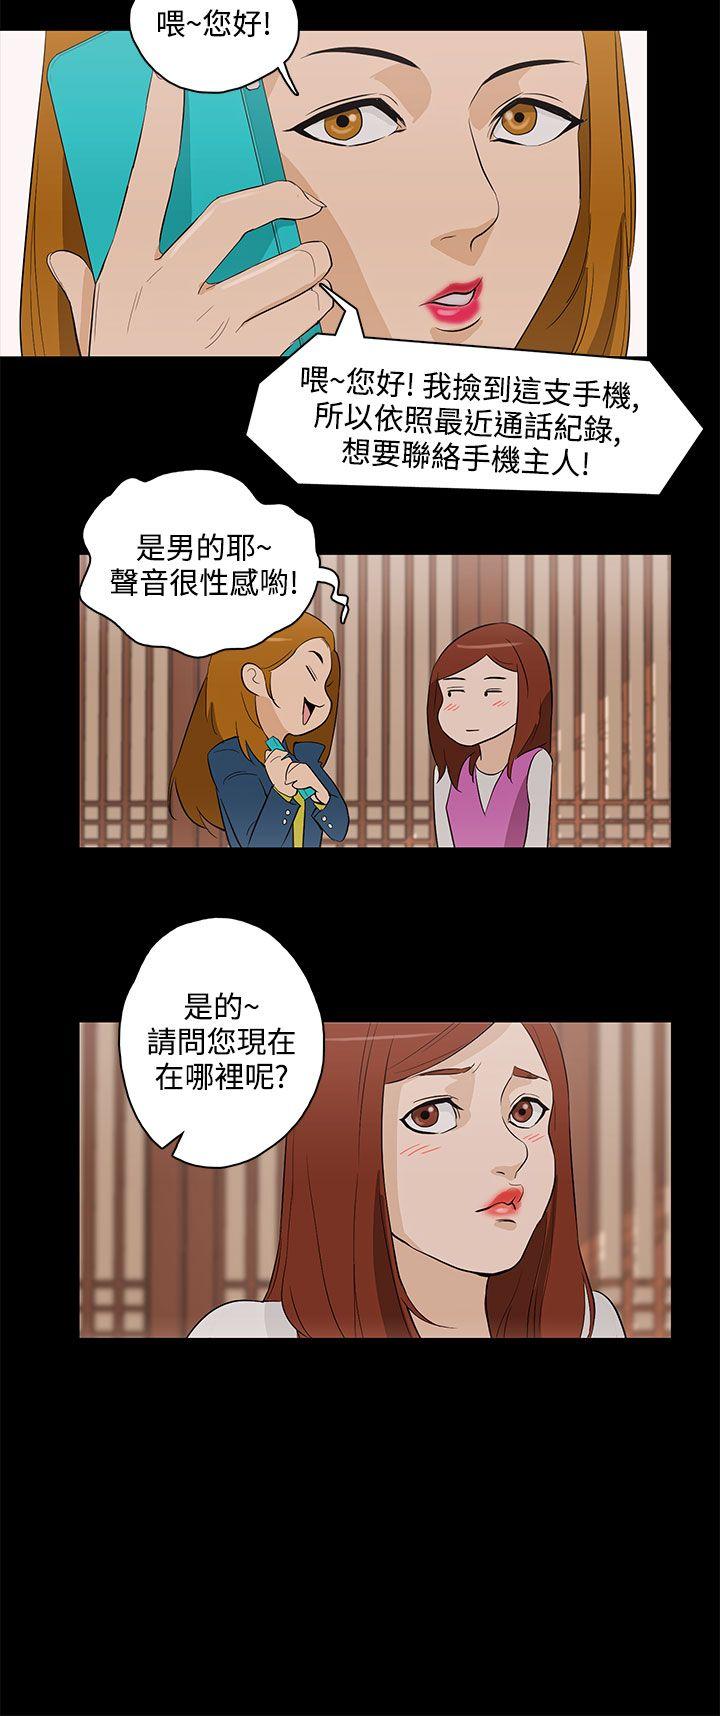 喂~您好!
喂~您好! 我撿到這支手機,
所以依照最近通話紀錄,
想要聯絡手機主人!
是男的耶~
聲音很性感喲!
是的~
請問您現在
在哪裡呢?